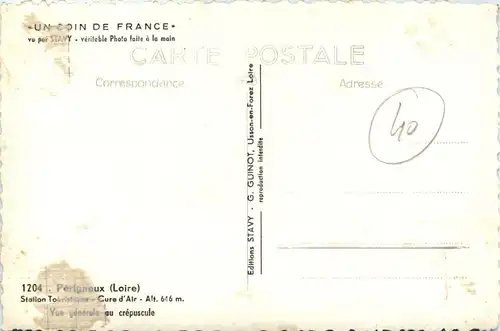 « UN COIN DE FRANCE »
vu par STAVY - véritable Photo faite à la main
CARTE POSTALE
Correspondance
Adresse
40
Editions STAVY - G. GUINOT, Usson-en-Forez Loire
reproduction interdite
1204 . Périgneux (Loire)
Station Touristique - Cure d'Air - Alt. 646 m.
Vue générale au crépuscule